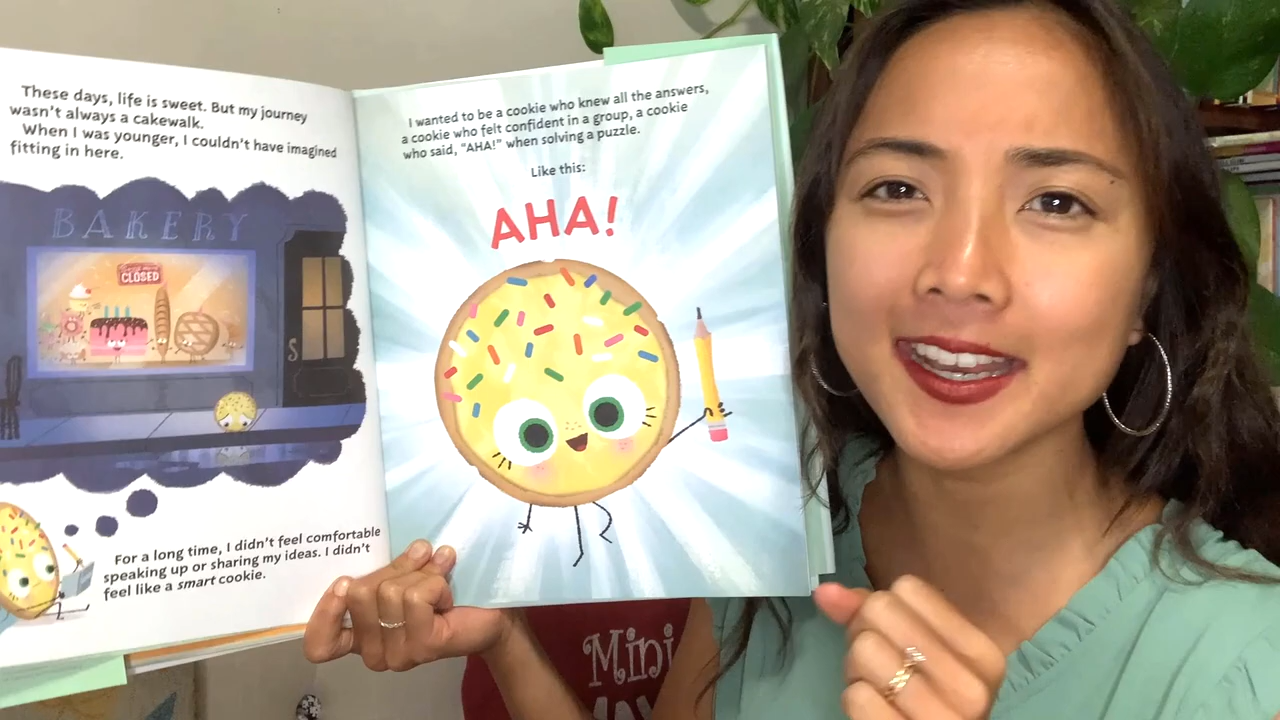 These days, life is sweet. But my journey
wasn't always a cakewalk.
When I was younger, I couldn't have imagined
fitting in here.
BAKERY
CLOSED
S
For a long time, I didn't feel comfortable
speaking up or sharing my ideas. I didn't
feel like a smart cookie.
I wanted to be a cookie who knew all the answers,
a cookie who felt confident in a group, a cookie
who said, "AHA!" when solving a puzzle.
Like this:
AHA!
Mini